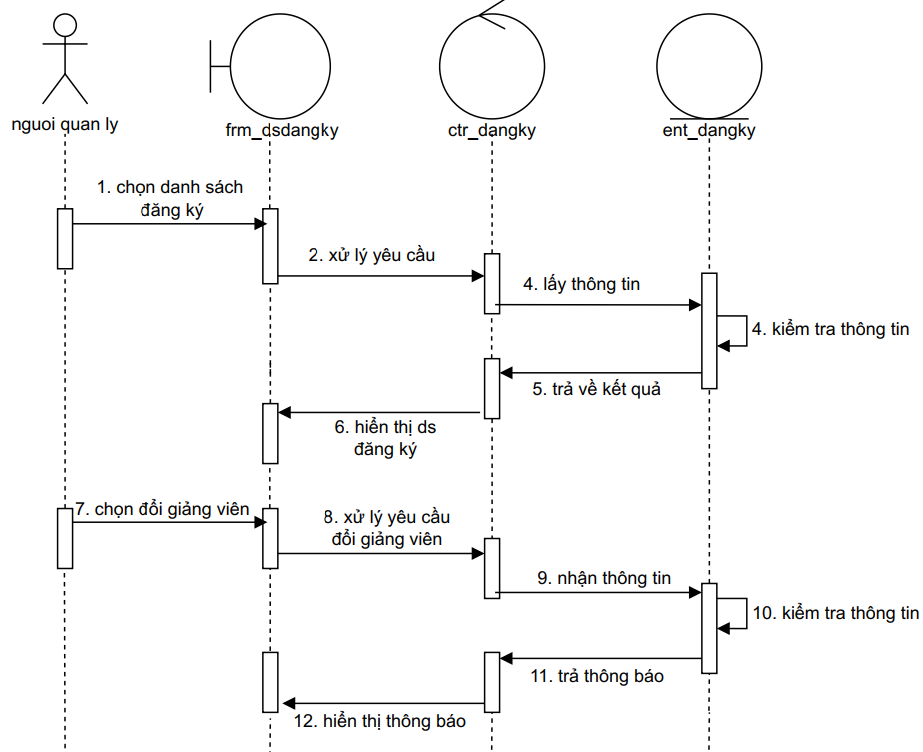 nguoi quan ly
frm_dsdangky
ctr_dangky
ent_dangky
1. chọn danh sách
đăng ký
2. xử lý yêu cầu
4. lấy thông tin
4. kiểm tra thông tin
5. trả về kết quả
6. hiển thị ds
đăng ký
7. chọn đổi giảng viên
8. xử lý yêu cầu
đổi giảng viên
9. nhận thông tin
10. kiểm tra thông tin
11. trả thông báo
12. hiển thị thông báo